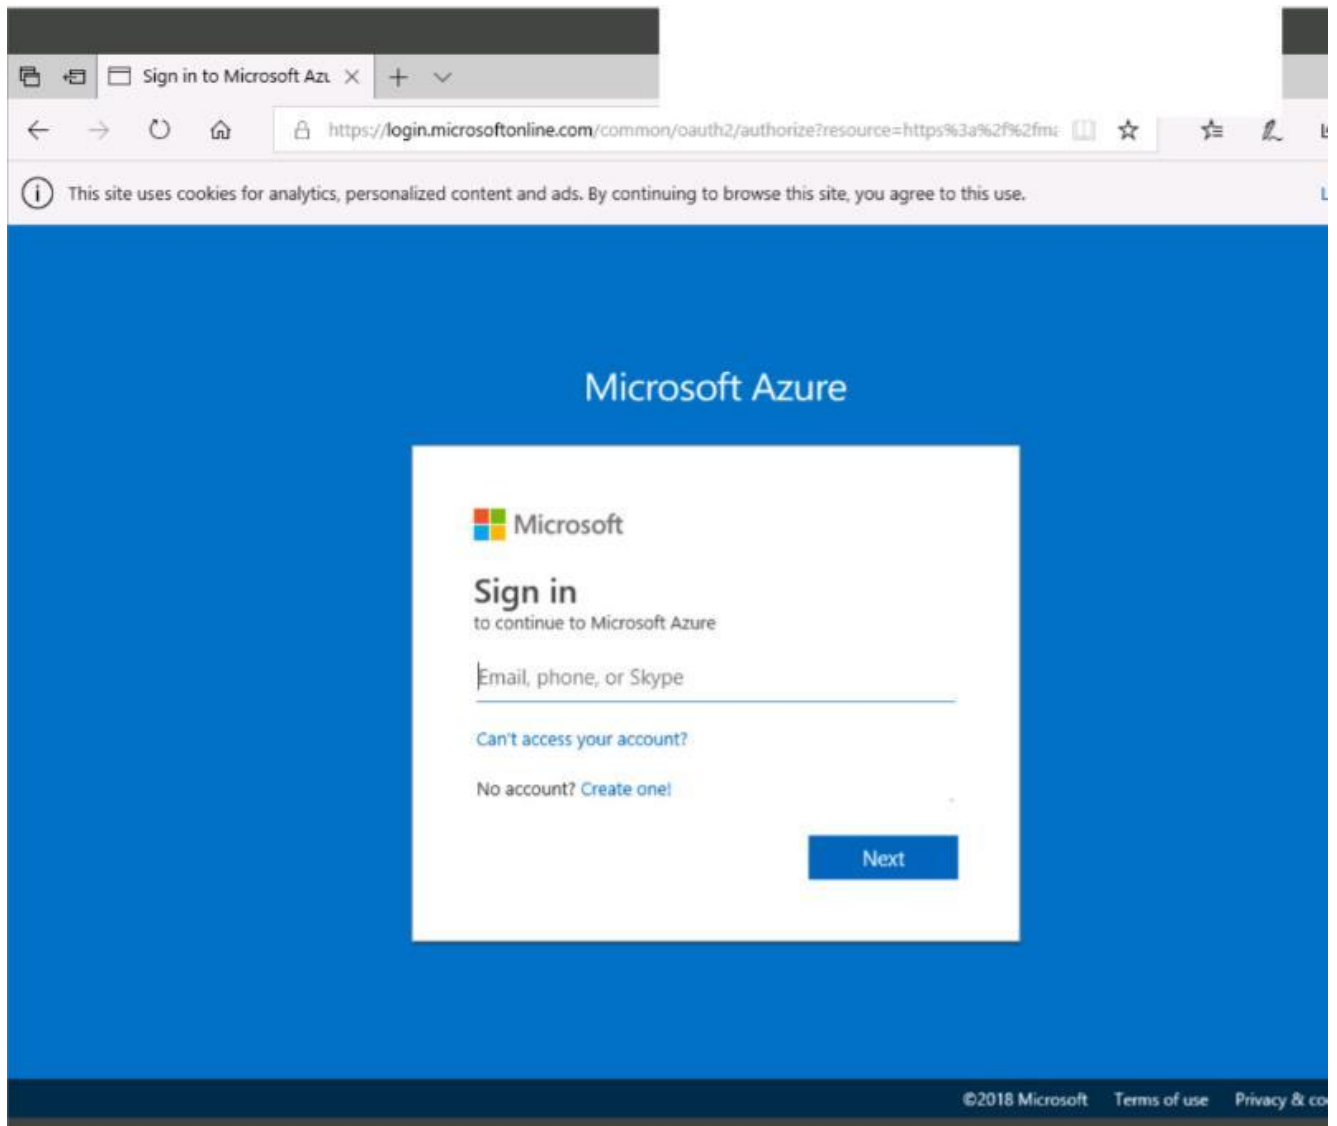 Sign in to Microsoft Azu
https://login.microsoftonline.com/common/oauth2/authorize?resource=https%3a%2f%2fma
This site uses cookies for analytics, personalized content and ads. By continuing to browse this site, you agree to this use.
Microsoft Azure
Microsoft
Sign in
to continue to Microsoft Azure
Email, phone, or Skype
Can't access your account?
No account? Create one!
Next
©2018 Microsoft Terms of use Privacy & co